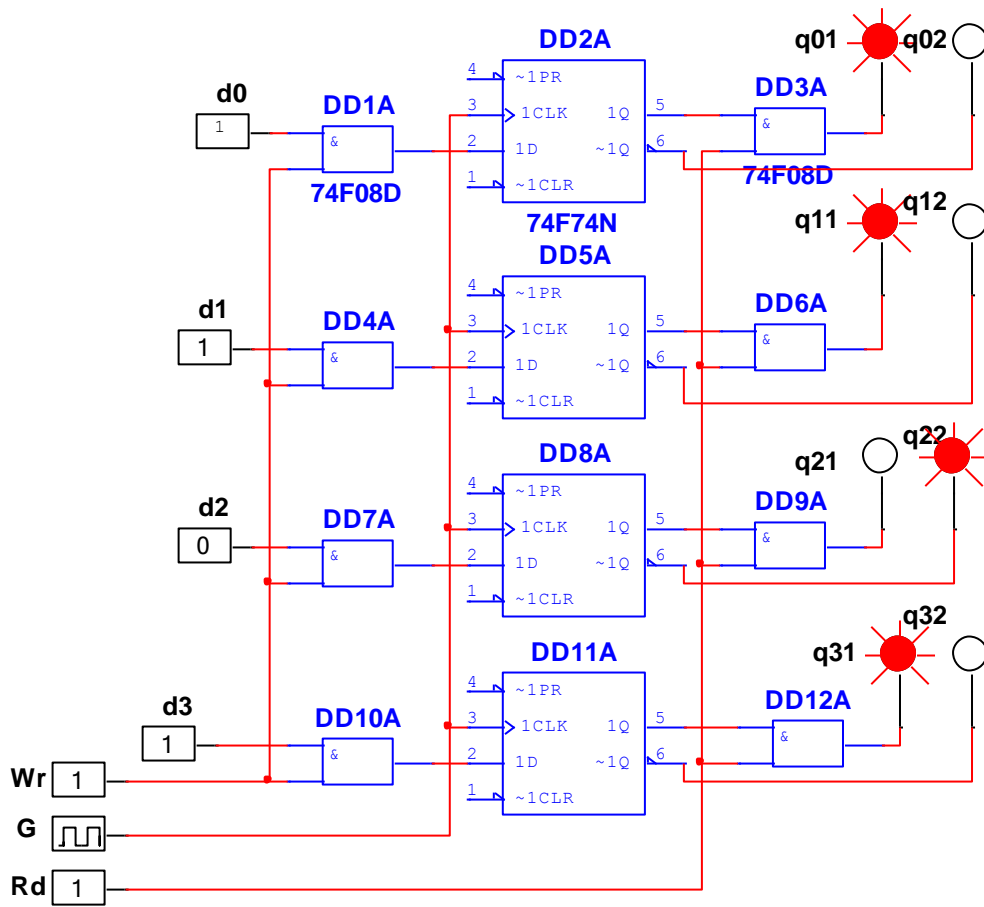 DD2A
q01 q02
~1PR
4
d0
DD1A
DD3A
3
1CLK
1Q
5
1
&
&
2
1D
~1Q
6
1
~1CLR
74F08D
74F08D
74F74N
q11 q12
DD5A
4
~1PR
d1
DD4A
DD6A
3
1CLK
1Q
5
1
&
&
2
1D
~1Q
6
1
~1CLR
DD8A
q21 q22
4
~1PR
d2
DD7A
DD9A
3
1CLK
1Q
5
0
&
&
2
1D
~1Q
6
1
~1CLR
DD11A
q31 q32
4
~1PR
d3
DD10A
DD12A
3
1CLK
1Q
5
1
&
&
2
1D
~1Q
6
Wr 1
1
~1CLR
G
Rd 1